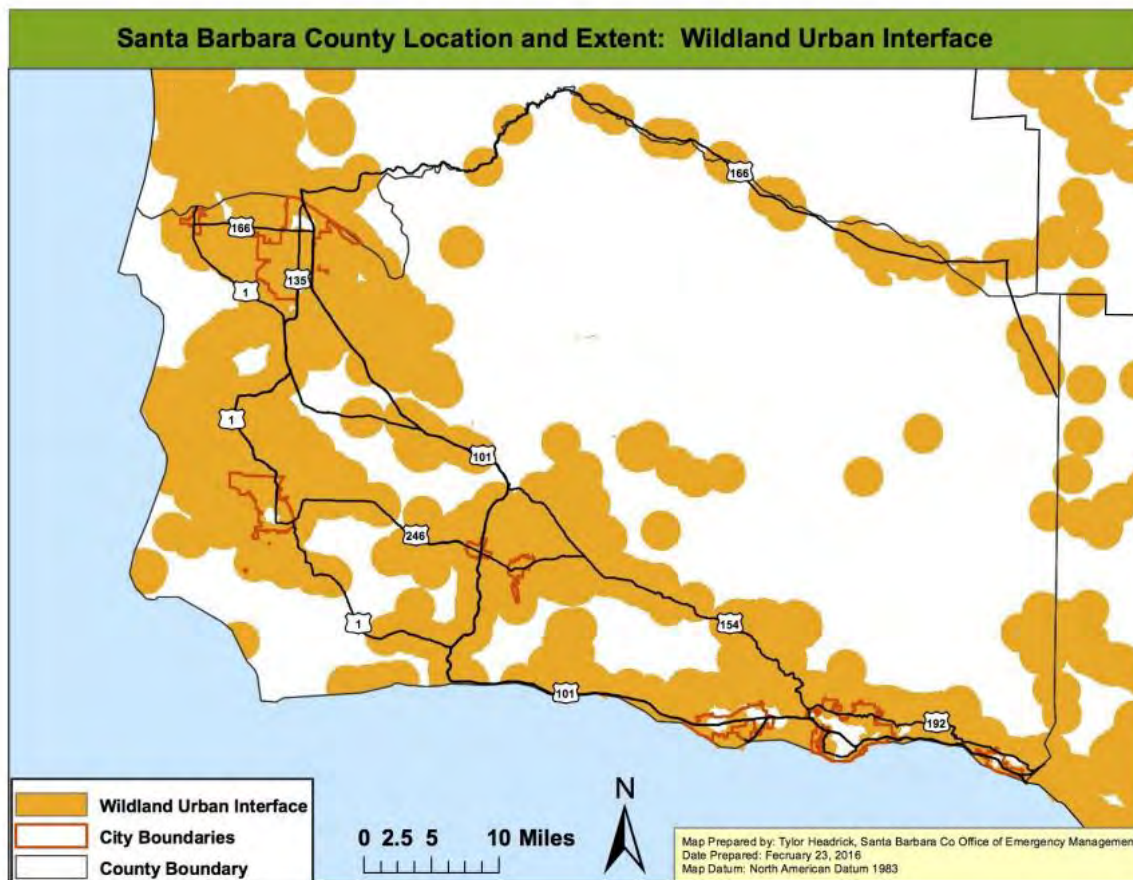 Santa Barbara County Location and Extent: Wildland Urban Interface
166
166
135
1
1
101
246
1
154
101
192
Wildland Urban Interface
City Boundaries
County Boundary
0 2.5 5 10 Miles
N
Map Prepared by: Tylor Headrick, Santa Barbara Co Office of Emergency Management
Date Prepared: Fecruary 23, 2016
Map Datum: North American Datum 1983